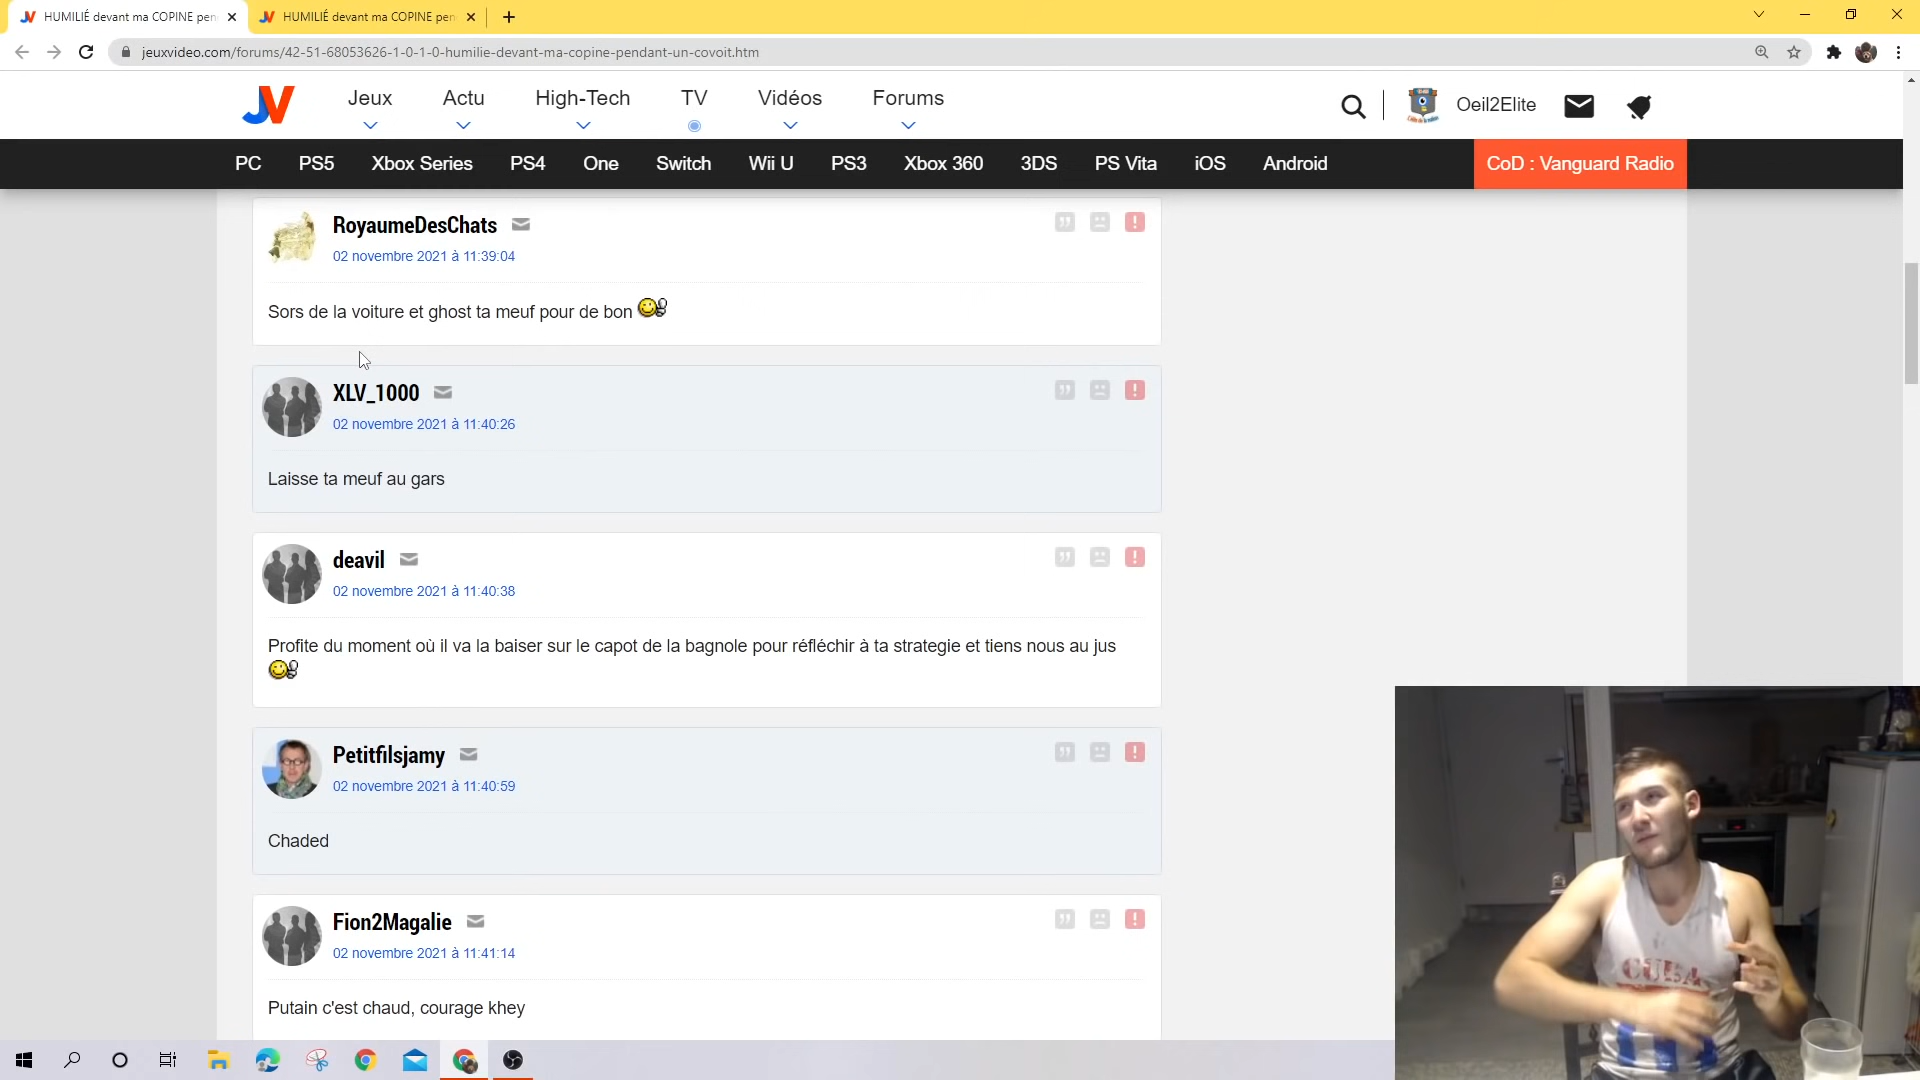 HUMILIÉ devant ma COPINE pen
HUMILIÉ devant ma COPINE pen
jeuxvideo.com/forums/42-51-68053626-1-0-1-0-humilie-devant-ma-copine-pendant-un-covoit.htm
JV
Jeux
Actu
High-Tech
TV
Vidéos
Forums
Oeil2Elite
PC
PS5
Xbox Series
PS4
One
Switch
Wii U
PS3
Xbox 360
3DS
PS Vita
iOS
Android
CoD : Vanguard Radio
RoyaumeDesChats
02 novembre 2021 à 11:39:04
Sors de la voiture et ghost ta meuf pour de bon
XLV_1000
02 novembre 2021 à 11:40:26
Laisse ta meuf au gars
deavil
02 novembre 2021 à 11:40:38
Profite du moment où il va la baiser sur le capot de la bagnole pour réfléchir à ta strategie et tiens nous au jus
Petitfilsjamy
02 novembre 2021 à 11:40:59
Chaded
Fion2Magalie
02 novembre 2021 à 11:41:14
Putain c'est chaud, courage khey
CUBA